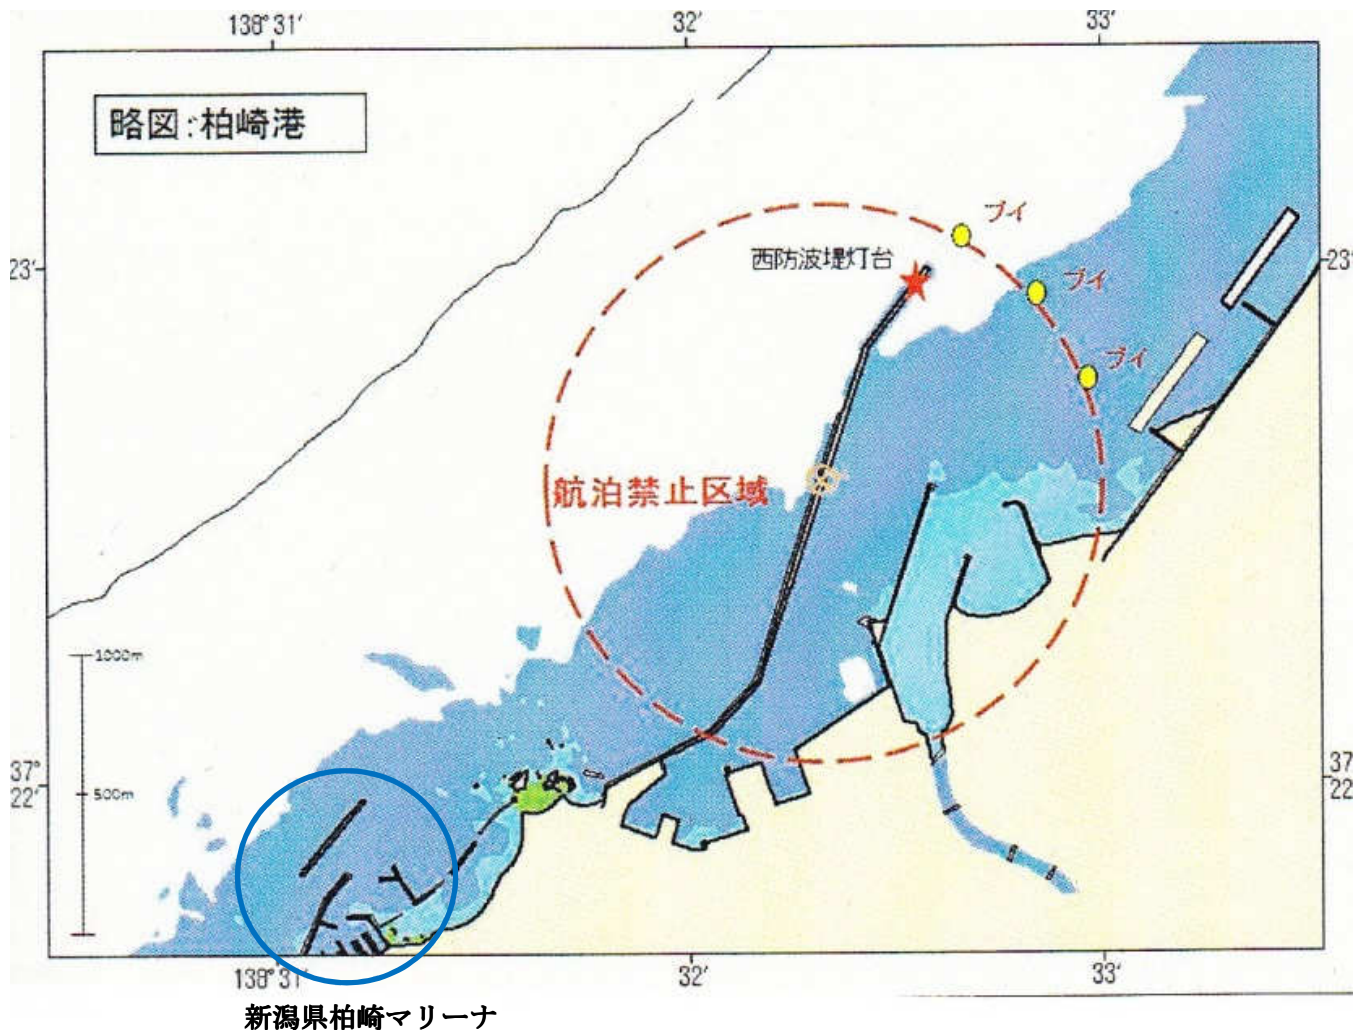 138°31′
32′
33′
略図:柏崎港
ブイ
西防波堤灯台
23′
23′
ブイ
ブイ
航泊禁止区域
1000m
37°
22′
37
22
500m
138°31′
32′
33′
新潟県柏崎マリーナ